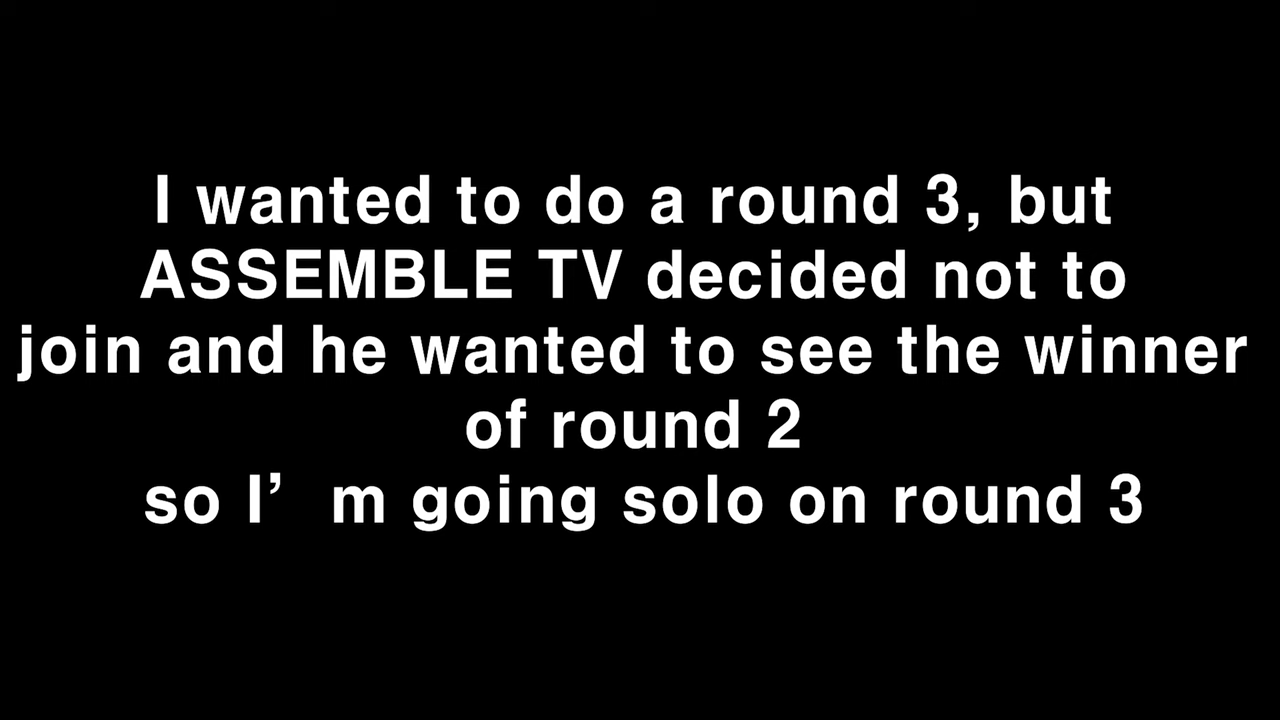 I wanted to do a round 3, but
ASSEMBLE TV decided not to
join and he wanted to see the winner
of round 2
so I’m going solo on round 3